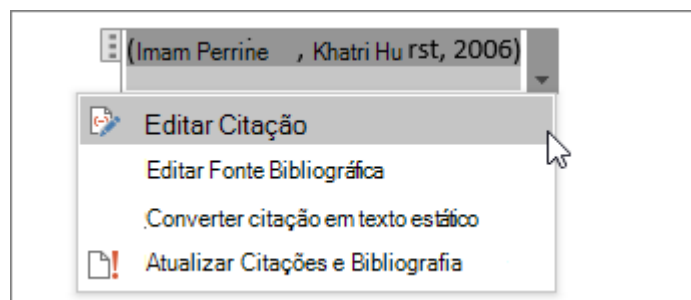 (Imam Perrine , Khatri Hu rst, 2006)
Editar Citação
Editar Fonte Bibliográfica
Converter citação em texto estático
Atualizar Citações e Bibliografia